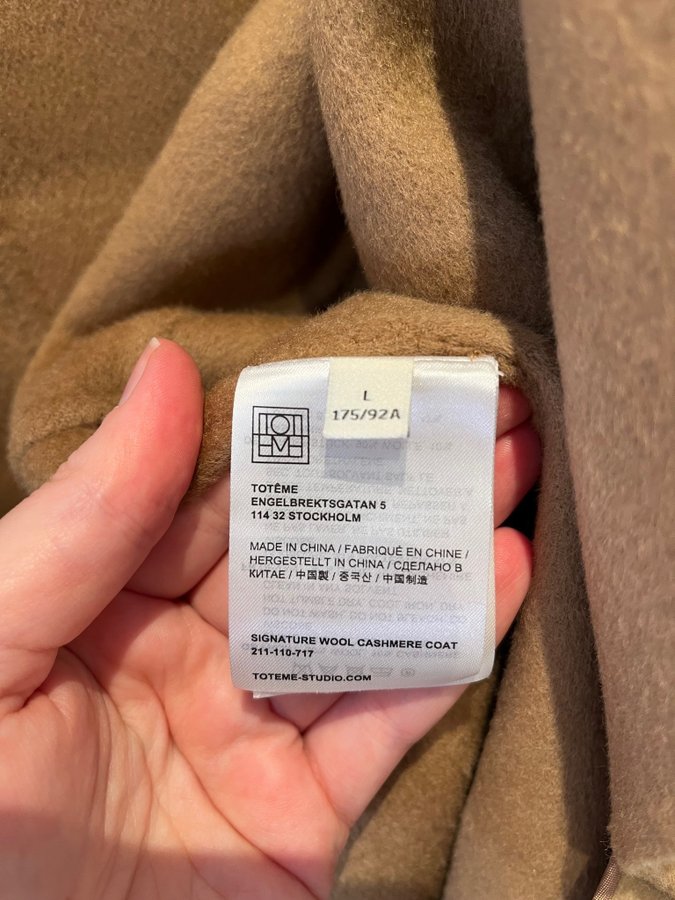 L
175/92A
TOT
EME
TOTÊME
ENGELBREKTSGATAN 5
114 32 STOCKHOLM
MADE IN CHINA / FABRIQUÉ EN CHINE /
HERGESTELLT IN CHINA / СДЕЛАНО В
КИТАЕ / 中国製 / 중국산 / 中国制造
SIGNATURE WOOL CASHMERE COAT
211-110-717
TOTEME-STUDIO.COM